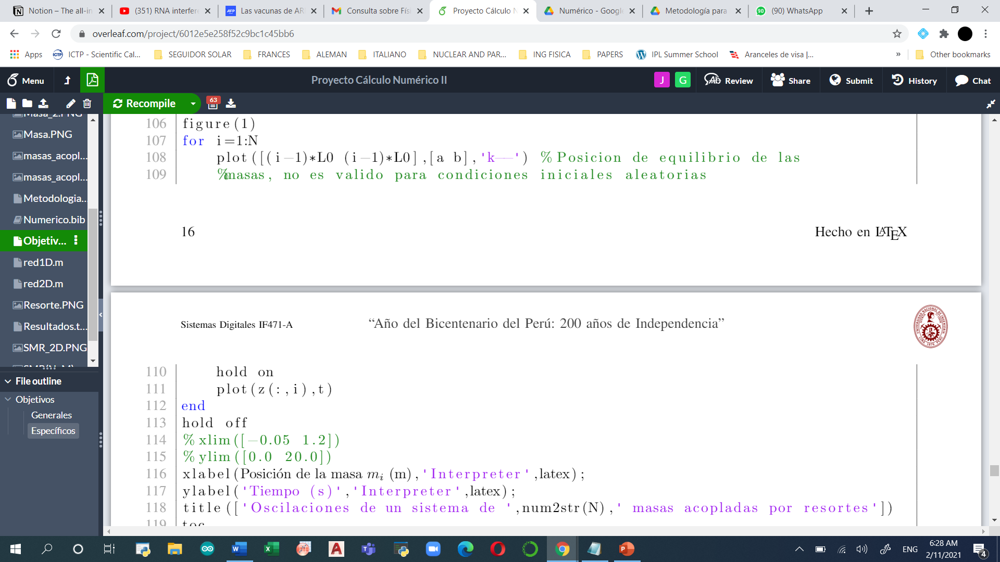 Notion – The all-in
(351) RNA interfere
Las vacunas de AR
Consulta sobre Fís
Proyecto Cálculo N
Numérico - Google
Metodología para
(90) WhatsApp
overleaf.com/project/6012e5e258f52c9bc1c45bb6
Apps
ICTP - Scientific Cal...
SEGUIDOR SOLAR
FRANCES
ALEMAN
ITALIANO
NUCLEAR AND PAR...
ING FISICA
PAPERS
IPL Summer School
Aranceles de visa |...
»
Other bookmarks
Menu
Proyecto Cálculo Numérico II
J
G
Review
Share
Submit
History
Chat
Recompile
63
Masa_2.PNG
Masa.PNG
masas_acopl...
masas_acopl...
Metodologia...
Numerico.bib
Objetiv...
red1D.m
red2D.m
Resorte.PNG
Resultados.t...
SMR_2D.PNG
File outline
Objetivos
Generales
Específicos
106 figure(1)
107 for i=1:N
108 plot([(i−1)*L0 (i−1)*L0],[a b],'k--') % Posicion de equilibrio de las
109 %masas, no es valido para condiciones iniciales aleatorias
16
Hecho en LATEX
Sistemas Digitales IF471-A
“Año del Bicentenario del Perú: 200 años de Independencia”
110 hold on
111 plot(z(:,i),t)
112 end
113 hold off
114 % xlim([−0.05 1.2])
115 % ylim([0.0 20.0])
116 xlabel(Posición de la masa mi (m),'Interpreter',latex);
117 ylabel('Tiempo (s)','Interpreter',latex);
118 title(['Oscilaciones de un sistema de ',num2str(N),' masas acopladas por resortes'])
119 toc
ENG
6:28 AM
2/11/2021
4